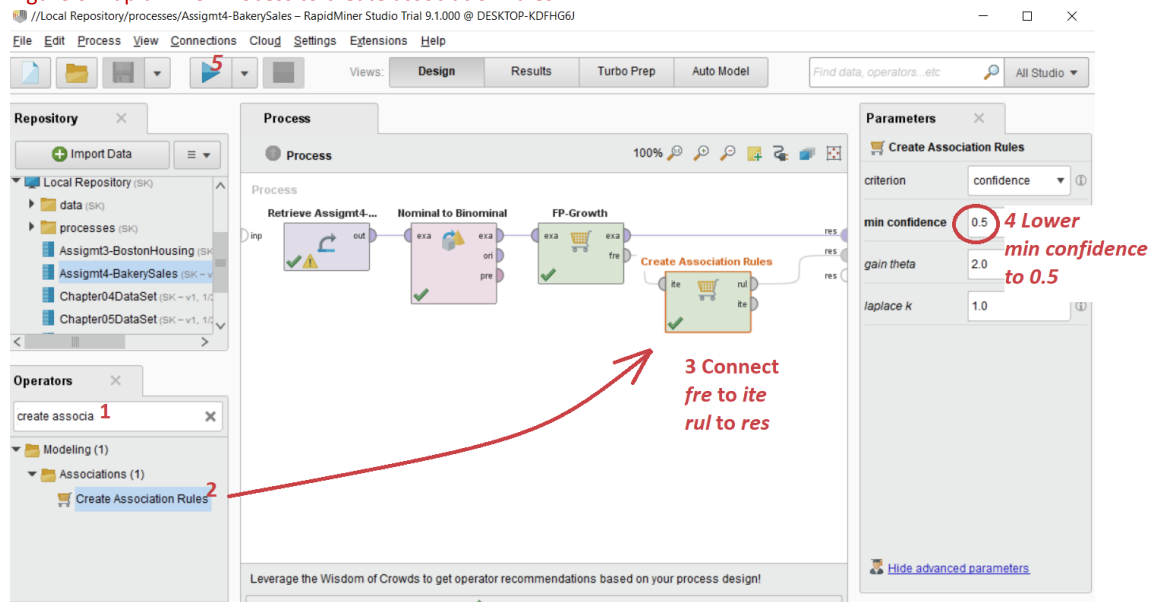 //Local Repository/processes/Assigmt4-BakerySales – RapidMiner Studio Trial 9.1.000 @ DESKTOP-KDFHG6J
File Edit Process View Connections Cloud Settings Extensions Help
5
Views:
Design
Results
Turbo Prep
Auto Model
Find data, operators...etc
All Studio
Repository
Import Data
Local Repository (SK)
data (SK)
processes (SK)
Assigmt3-BostonHousing (SK
Assigmt4-BakerySales (SK – v
Chapter04DataSet (SK – v1, 1/2
Chapter05DataSet (SK – v1, 1/2
Operators
create associa 1
Modeling (1)
Associations (1)
Create Association Rules 2
Process
Process
100%
Process
Retrieve Assigmt4-...
Nominal to Binominal
FP-Growth
Create Association Rules
inp
out
exa
exa
ori
pre
exa
exa
fre
ite
rul
ite
res
res
res
3 Connect
fre to ite
rul to res
Leverage the Wisdom of Crowds to get operator recommendations based on your process design!
Parameters
Create Association Rules
criterion
confidence
min confidence
0.5
4 Lower
min confidence
to 0.5
gain theta
2.0
laplace k
1.0
Hide advanced parameters